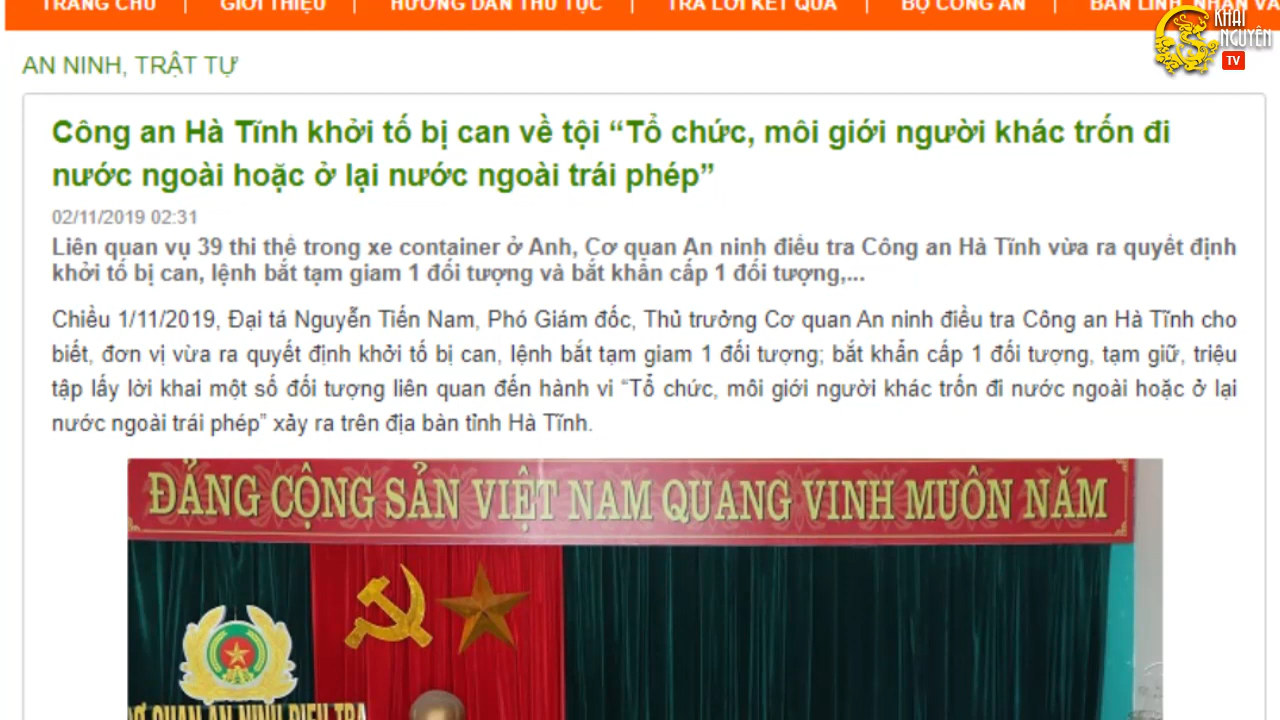 TRANG CHỦ | GIỚI THIỆU | HƯỚNG DẪN THỦ TỤC | TRẢ LỜI KẾT QUẢ | BỘ CÔNG AN | BẢN LĨNH, NHÂN VĂ
KHAI
NGUYÊN
TV
AN NINH, TRẬT TỰ
Công an Hà Tĩnh khởi tố bị can về tội “Tổ chức, môi giới người khác trốn đi
nước ngoài hoặc ở lại nước ngoài trái phép”
02/11/2019 02:31
Liên quan vụ 39 thi thể trong xe container ở Anh, Cơ quan An ninh điều tra Công an Hà Tĩnh vừa ra quyết định
khởi tố bị can, lệnh bắt tạm giam 1 đối tượng và bắt khẩn cấp 1 đối tượng,...
Chiều 1/11/2019, Đại tá Nguyễn Tiến Nam, Phó Giám đốc, Thủ trưởng Cơ quan An ninh điều tra Công an Hà Tĩnh cho
biết, đơn vị vừa ra quyết định khởi tố bị can, lệnh bắt tạm giam 1 đối tượng; bắt khẩn cấp 1 đối tượng, tạm giữ, triệu
tập lấy lời khai một số đối tượng liên quan đến hành vi “Tổ chức, môi giới người khác trốn đi nước ngoài hoặc ở lại
nước ngoài trái phép” xảy ra trên địa bàn tỉnh Hà Tĩnh.
ĐẢNG CỘNG SẢN VIỆT NAM QUANG VINH MUÔN NĂM
CƠ QUAN AN NINH ĐIỀU TRA